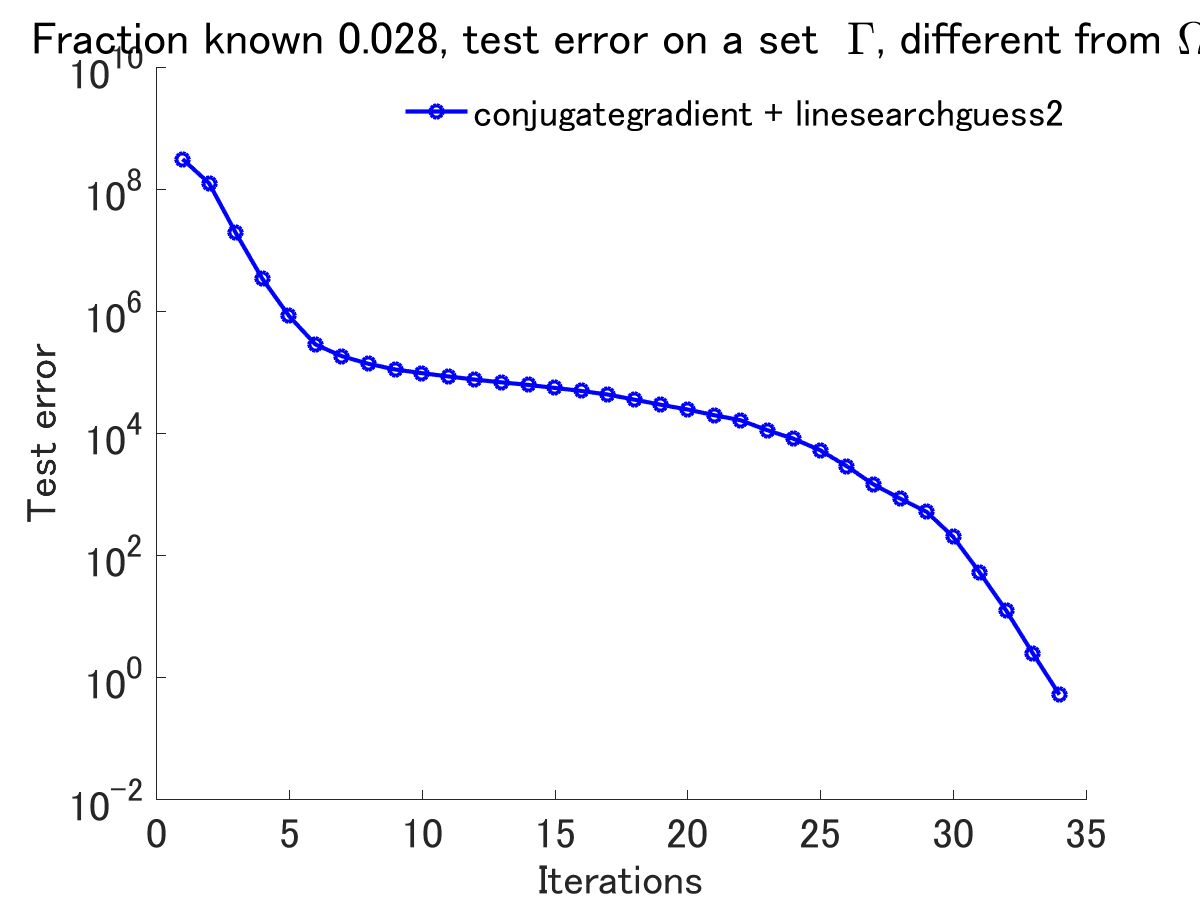 Fraction known 0.028, test error on a set Γ, different from Ω
10^10
conjugategradient + linesearchguess2
10^8
10^6
10^4
10^2
10^0
10^−2
Test error
0 5 10 15 20 25 30 35
Iterations